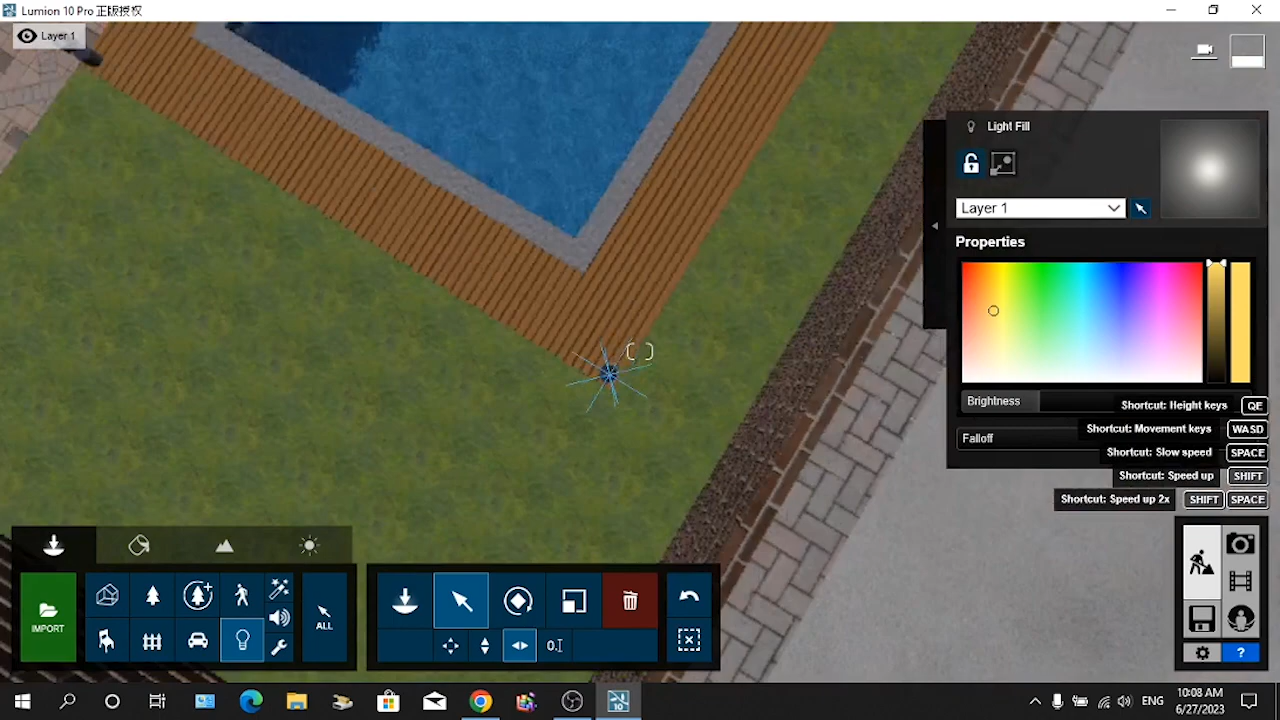 Lumion 10 Pro 正版授权
Layer 1
Light Fill
Layer 1
Properties
Brightness
Shortcut: Height keys QE
Falloff
Shortcut: Movement keys WASD
Shortcut: Slow speed SPACE
Shortcut: Speed up SHIFT
Shortcut: Speed up 2x SHIFT SPACE
IMPORT
ALL
?
10
ENG
10:08 AM
6/27/2023